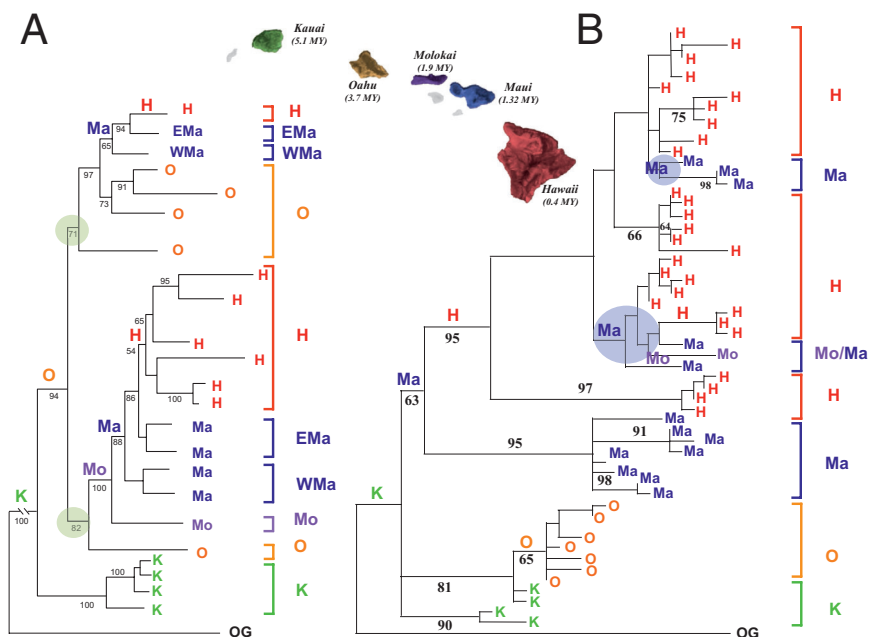 A
Kauai
(5.1 MY)
Oahu
(3.7 MY)
Molokai
(1.9 MY)
Maui
(1.32 MY)
Hawaii
(0.4 MY)
H
H
H
94
Ma
EMa
EMa
65
WMa
WMa
97
O
91
O
73
O
O
71
O
H
95
H
65
H
H
54
H
H
H
100
H
O
94
86
Ma
Ma
88
Ma
EMa
Mo
Ma
100
Ma
WMa
K
100
82
Mo
Mo
O
O
K
100
K
K
K
100
K
OG
B
H
H
H
H
H
H
75
H
H
H
H
Ma
Ma
Ma
98
Ma
Ma
H
H
H
64
H
H
66
H
H
H
H
H
H
H
H
H
H
H
95
Ma
Ma
Mo
Mo
Ma
Mo/Ma
Ma
63
97
H
H
H
H
H
Ma
95
Ma
91
Ma
Ma
Ma
Ma
Ma
Ma
98
Ma
Ma
K
O
O
O
O
O
65
O
O
O
O
81
K
K
K
K
K
90
OG